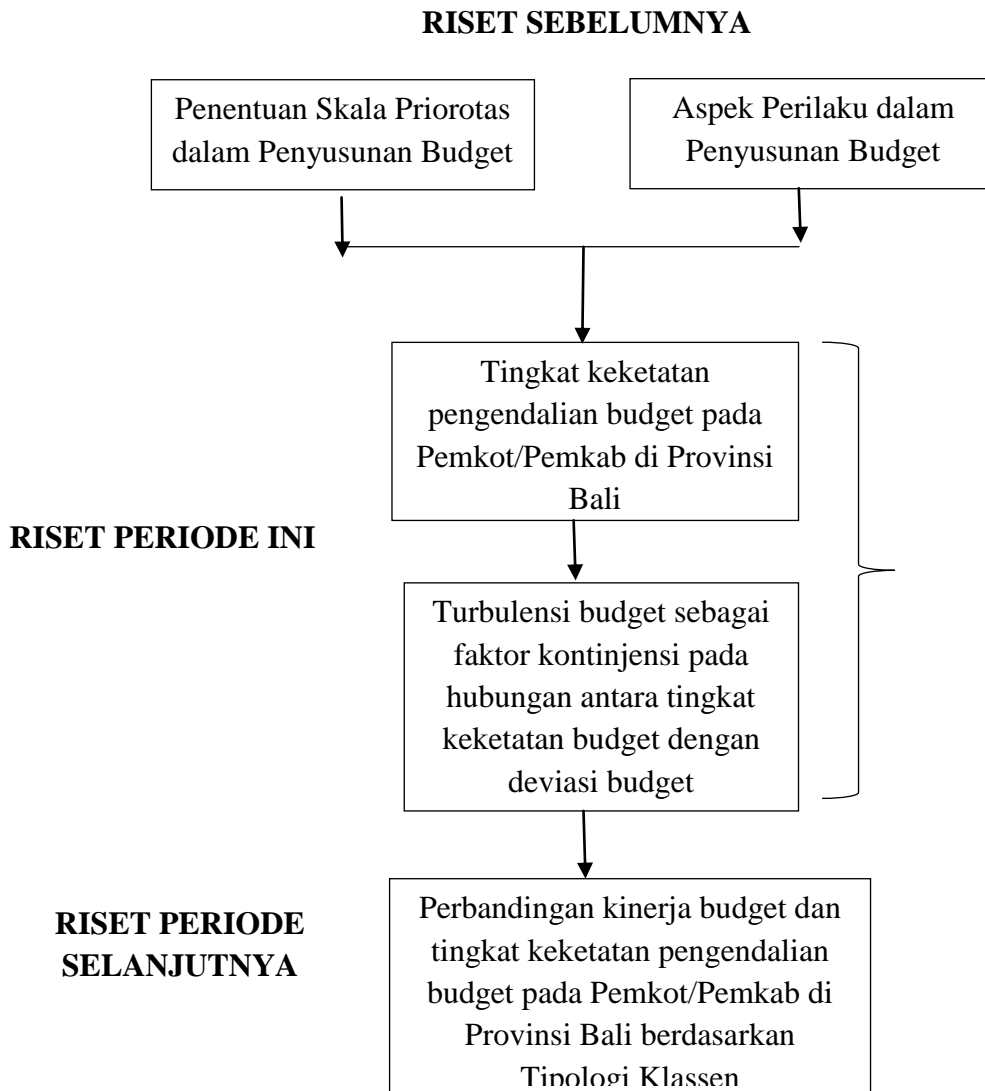 RISET SEBELUMNYA
Penentuan Skala Priorotas
dalam Penyusunan Budget
Aspek Perilaku dalam
Penyusunan Budget
Tingkat keketatan
pengendalian budget pada
Pemkot/Pemkab di Provinsi
Bali
RISET PERIODE INI
Turbulensi budget sebagai
faktor kontinjensi pada
hubungan antara tingkat
keketatan budget dengan
deviasi budget
RISET PERIODE
SELANJUTNYA
Perbandingan kinerja budget dan
tingkat keketatan pengendalian
budget pada Pemkot/Pemkab di
Provinsi Bali berdasarkan
Tipologi Klassen